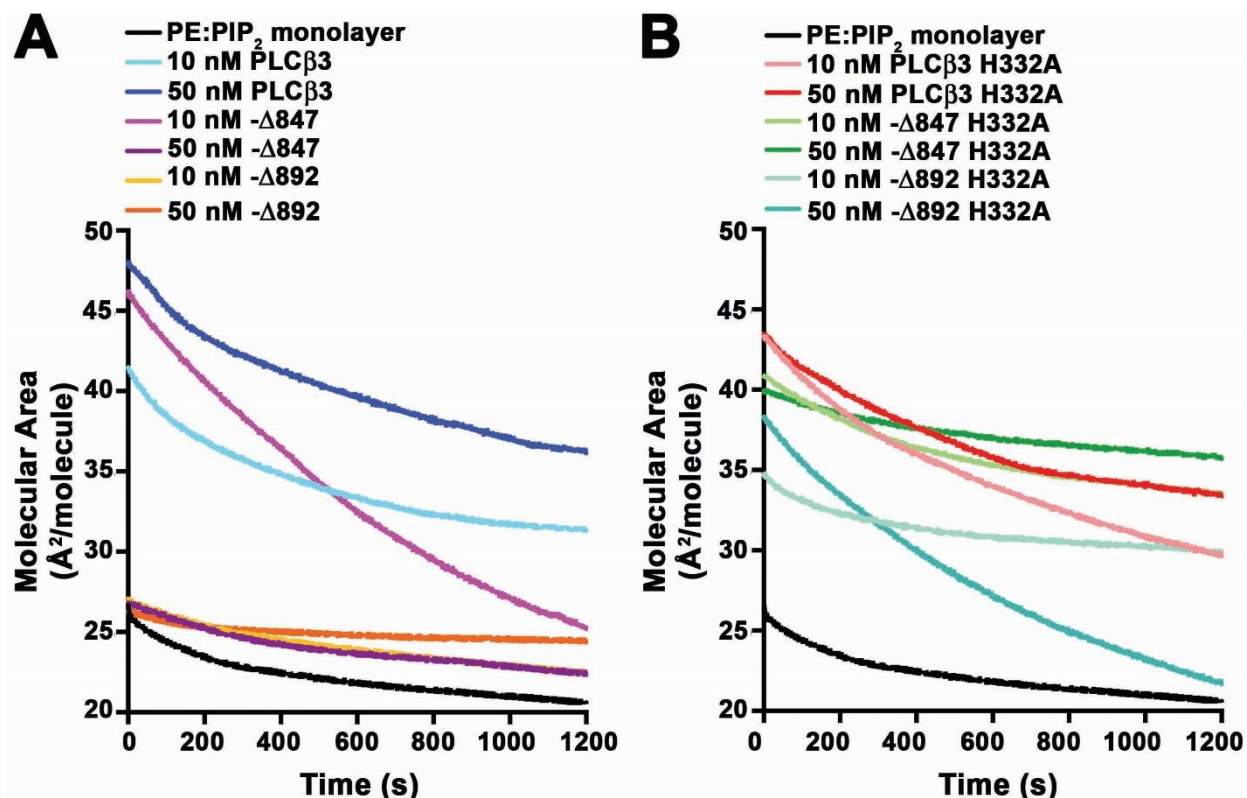 A
PE:PIP₂ monolayer
10 nM PLCβ3
50 nM PLCβ3
10 nM -Δ847
50 nM -Δ847
10 nM -Δ892
50 nM -Δ892
50
45
40
35
30
25
20
Molecular Area
(Å²/molecule)
0 200 400 600 800 1000 1200
Time (s)
B
PE:PIP₂ monolayer
10 nM PLCβ3 H332A
50 nM PLCβ3 H332A
10 nM -Δ847 H332A
50 nM -Δ847 H332A
10 nM -Δ892 H332A
50 nM -Δ892 H332A
50
45
40
35
30
25
20
Molecular Area
(Å²/molecule)
0 200 400 600 800 1000 1200
Time (s)